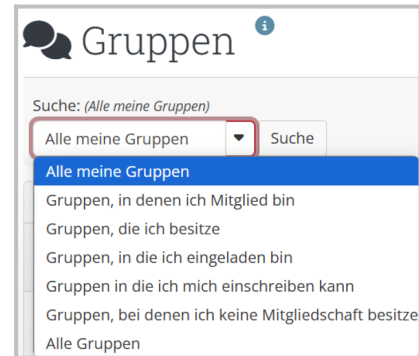 Gruppen
Suche: (Alle meine Gruppen)
Alle meine Gruppen Suche
Alle meine Gruppen
Gruppen, in denen ich Mitglied bin
Gruppen, die ich besitze
Gruppen, in die ich eingeladen bin
Gruppen in die ich mich einschreiben kann
Gruppen, bei denen ich keine Mitgliedschaft besitze
Alle Gruppen